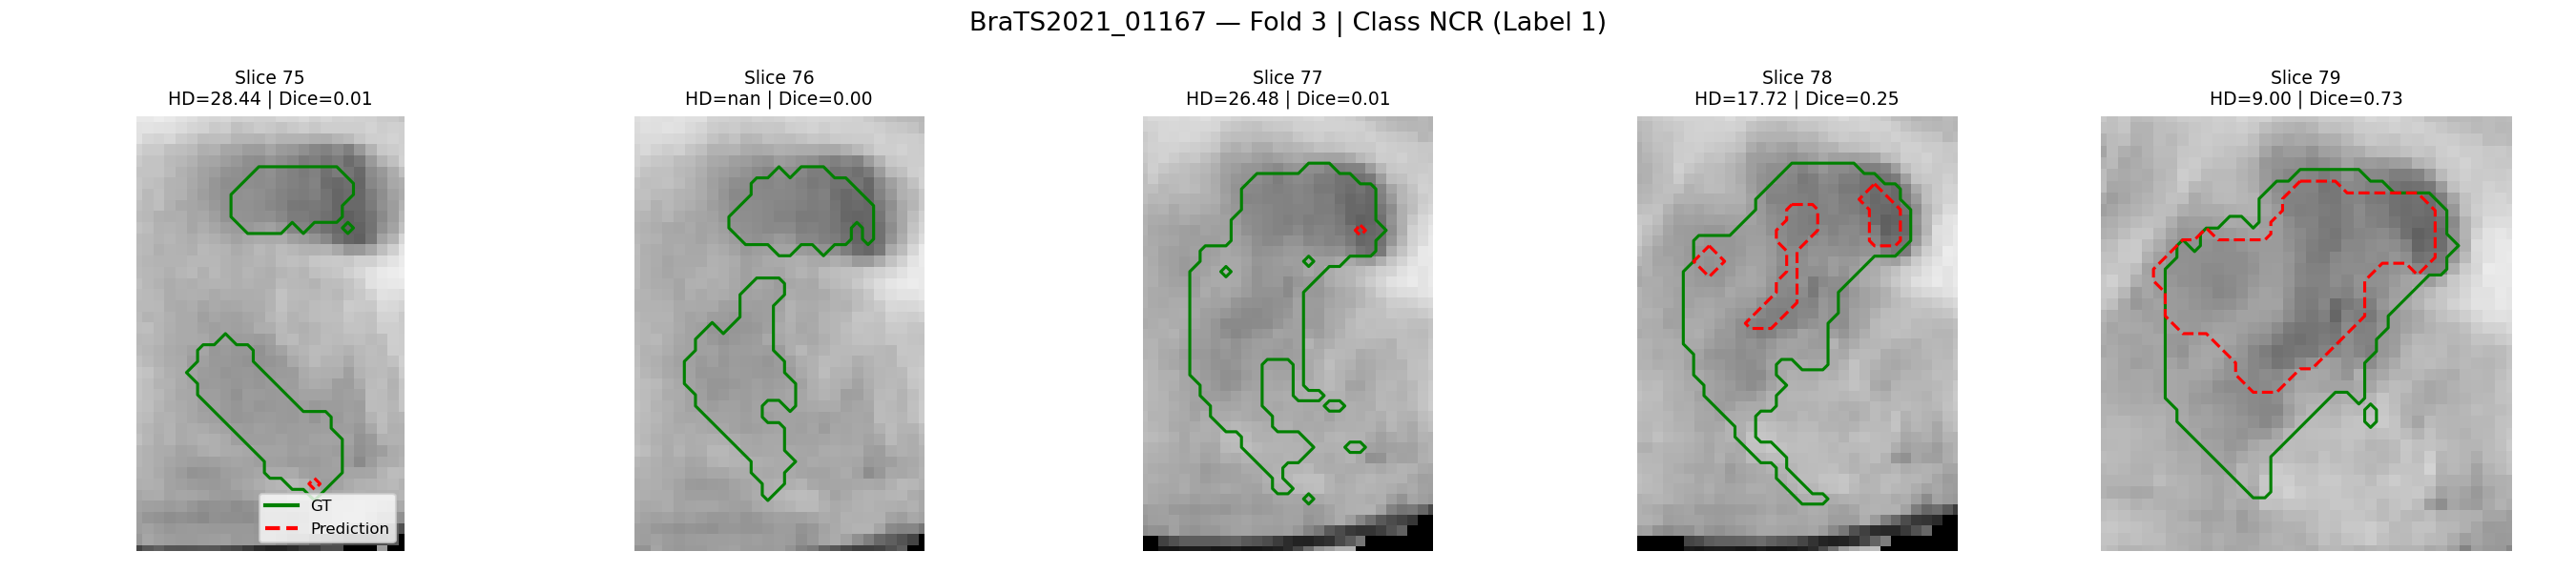 BraTS2021_01167 — Fold 3 | Class NCR (Label 1)
Slice 75
HD=28.44 | Dice=0.01
Slice 76
HD=nan | Dice=0.00
Slice 77
HD=26.48 | Dice=0.01
Slice 78
HD=17.72 | Dice=0.25
Slice 79
HD=9.00 | Dice=0.73
GT
Prediction